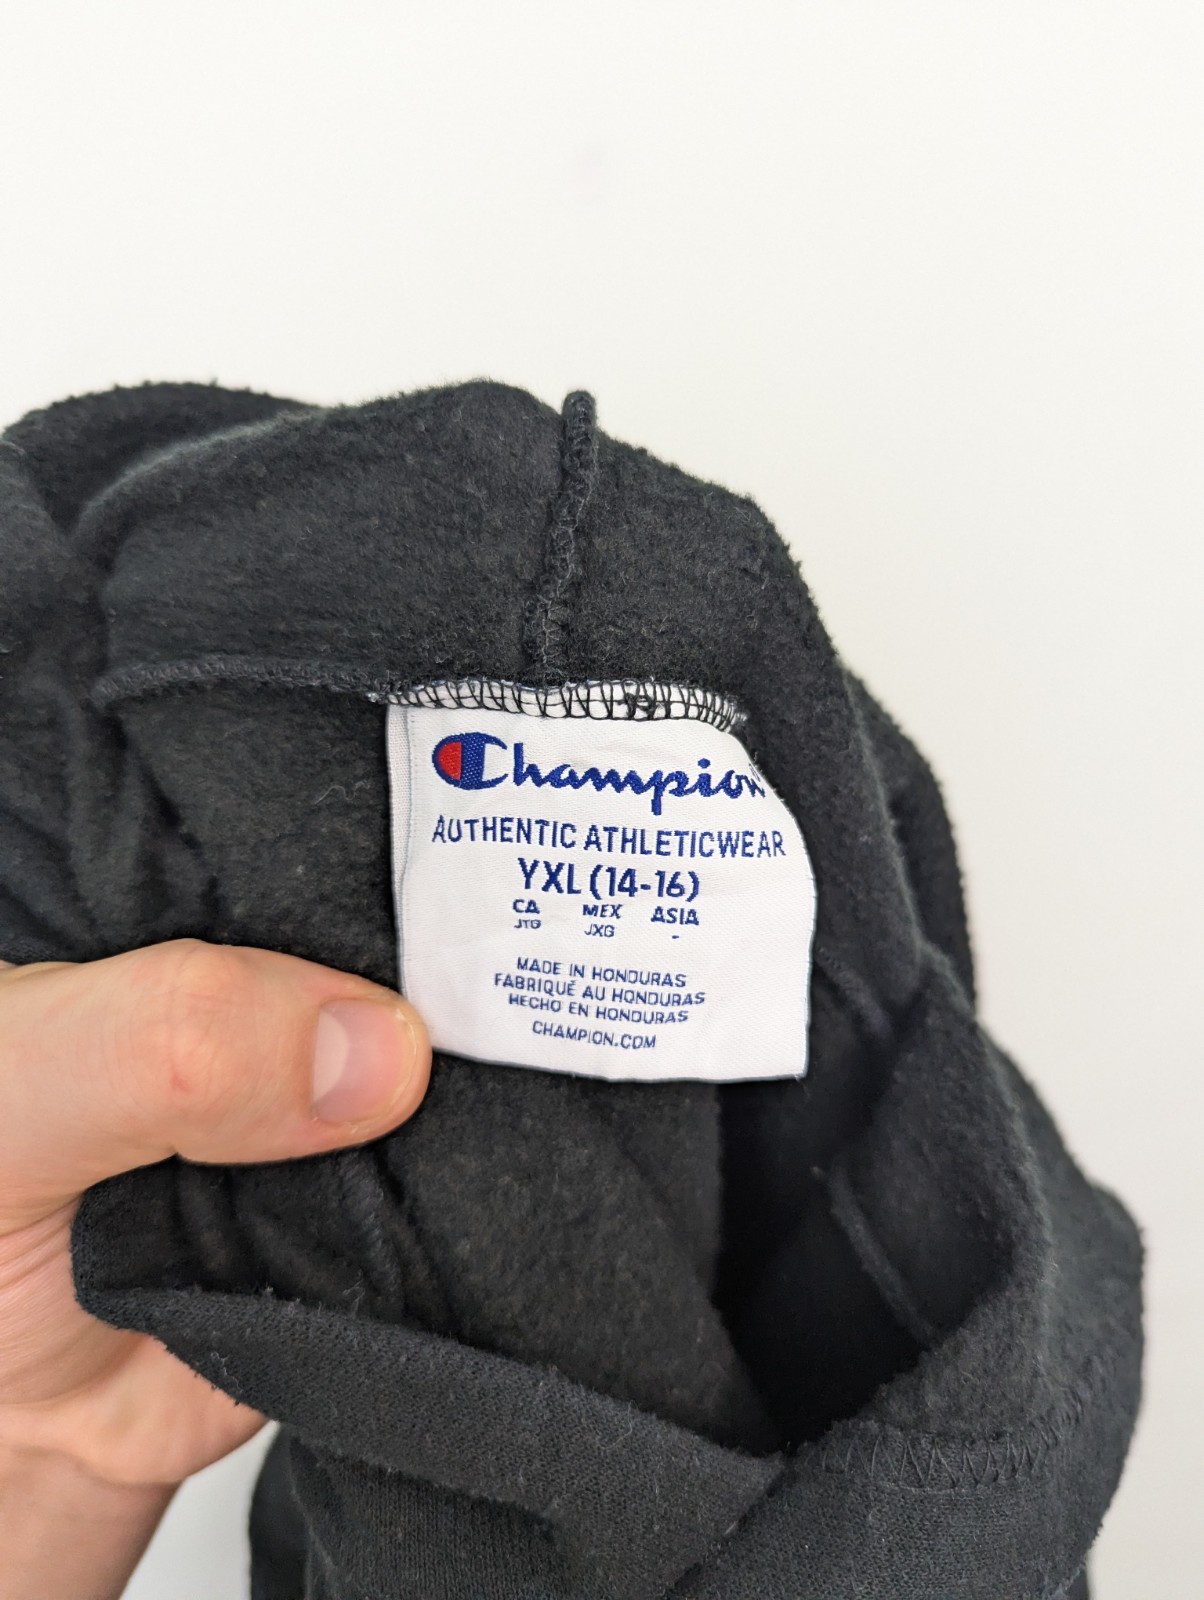 Champion
AUTHENTIC ATHLETICWEAR
YXL (14-16)
CA MEX ASIA
JTG JXG -
MADE IN HONDURAS
FABRIQUÉ AU HONDURAS
HECHO EN HONDURAS
CHAMPION.COM